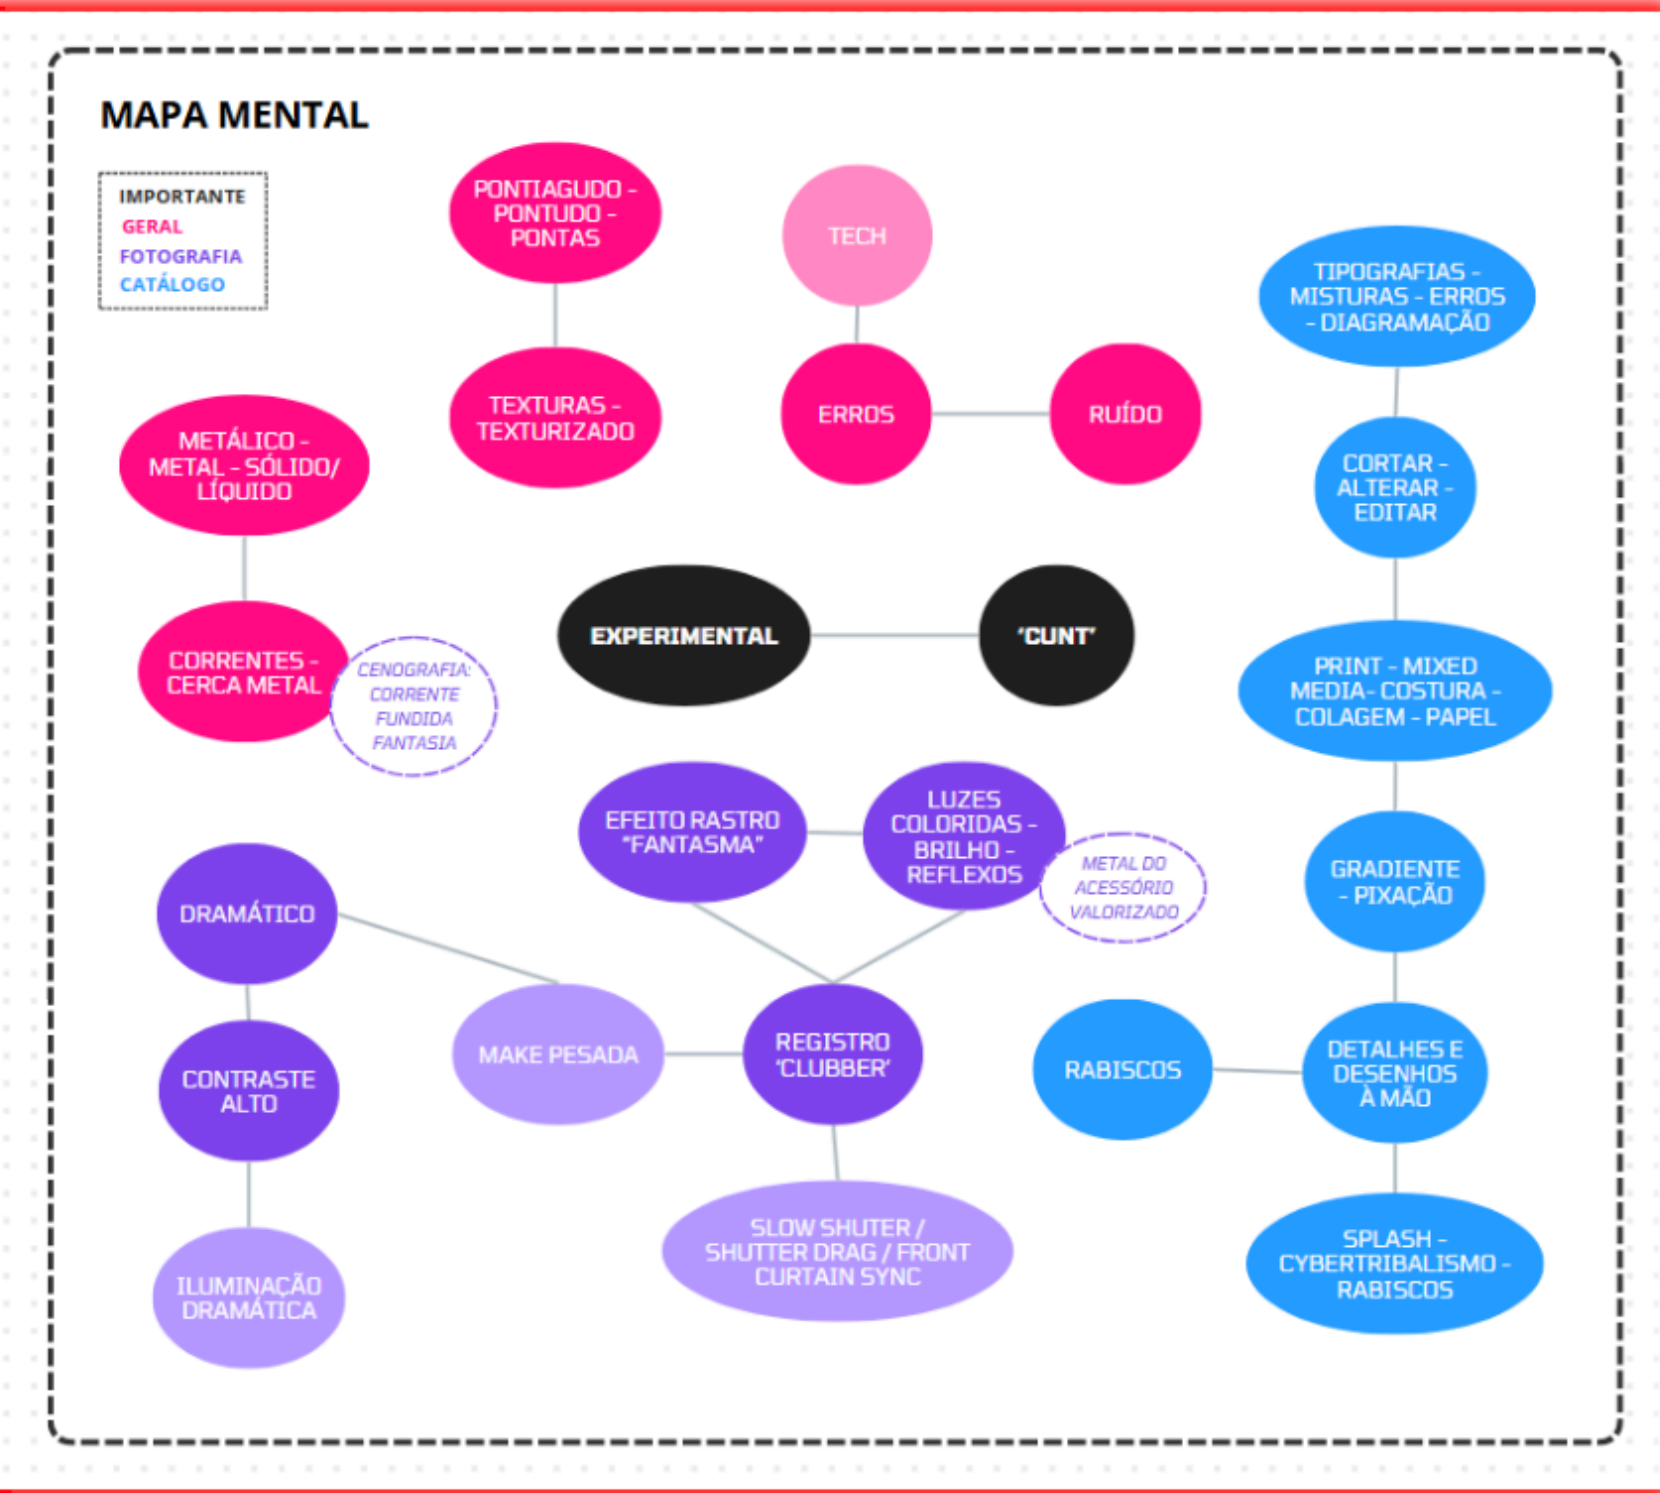 MAPA MENTAL
IMPORTANTE
GERAL
FOTOGRAFIA
CATÁLOGO
PONTIAGUDO -
PONTUDO -
PONTAS
TEXTURAS -
TEXTURIZADO
TECH
ERROS
RUÍDO
METÁLICO -
METAL - SÓLIDO/
LÍQUIDO
CORRENTES -
CERCA METAL
CENOGRAFIA:
CORRENTE
FUNDIDA
FANTASIA
EXPERIMENTAL
‘CUNT’
TIPOGRAFIAS -
MISTURAS - ERROS
- DIAGRAMAÇÃO
CORTAR -
ALTERAR -
EDITAR
PRINT - MIXED
MEDIA- COSTURA -
COLAGEM - PAPEL
GRADIENTE
- PIXAÇÃO
DETALHES E
DESENHOS
À MÃO
RABISCOS
SPLASH -
CYBERTRIBALISMO -
RABISCOS
EFEITO RASTRO
“FANTASMA”
LUZES
COLORIDAS -
BRILHO -
REFLEXOS
METAL DO
ACESSÓRIO
VALORIZADO
DRAMÁTICO
CONTRASTE
ALTO
ILUMINAÇÃO
DRAMÁTICA
MAKE PESADA
REGISTRO
‘CLUBBER’
SLOW SHUTER /
SHUTTER DRAG / FRONT
CURTAIN SYNC